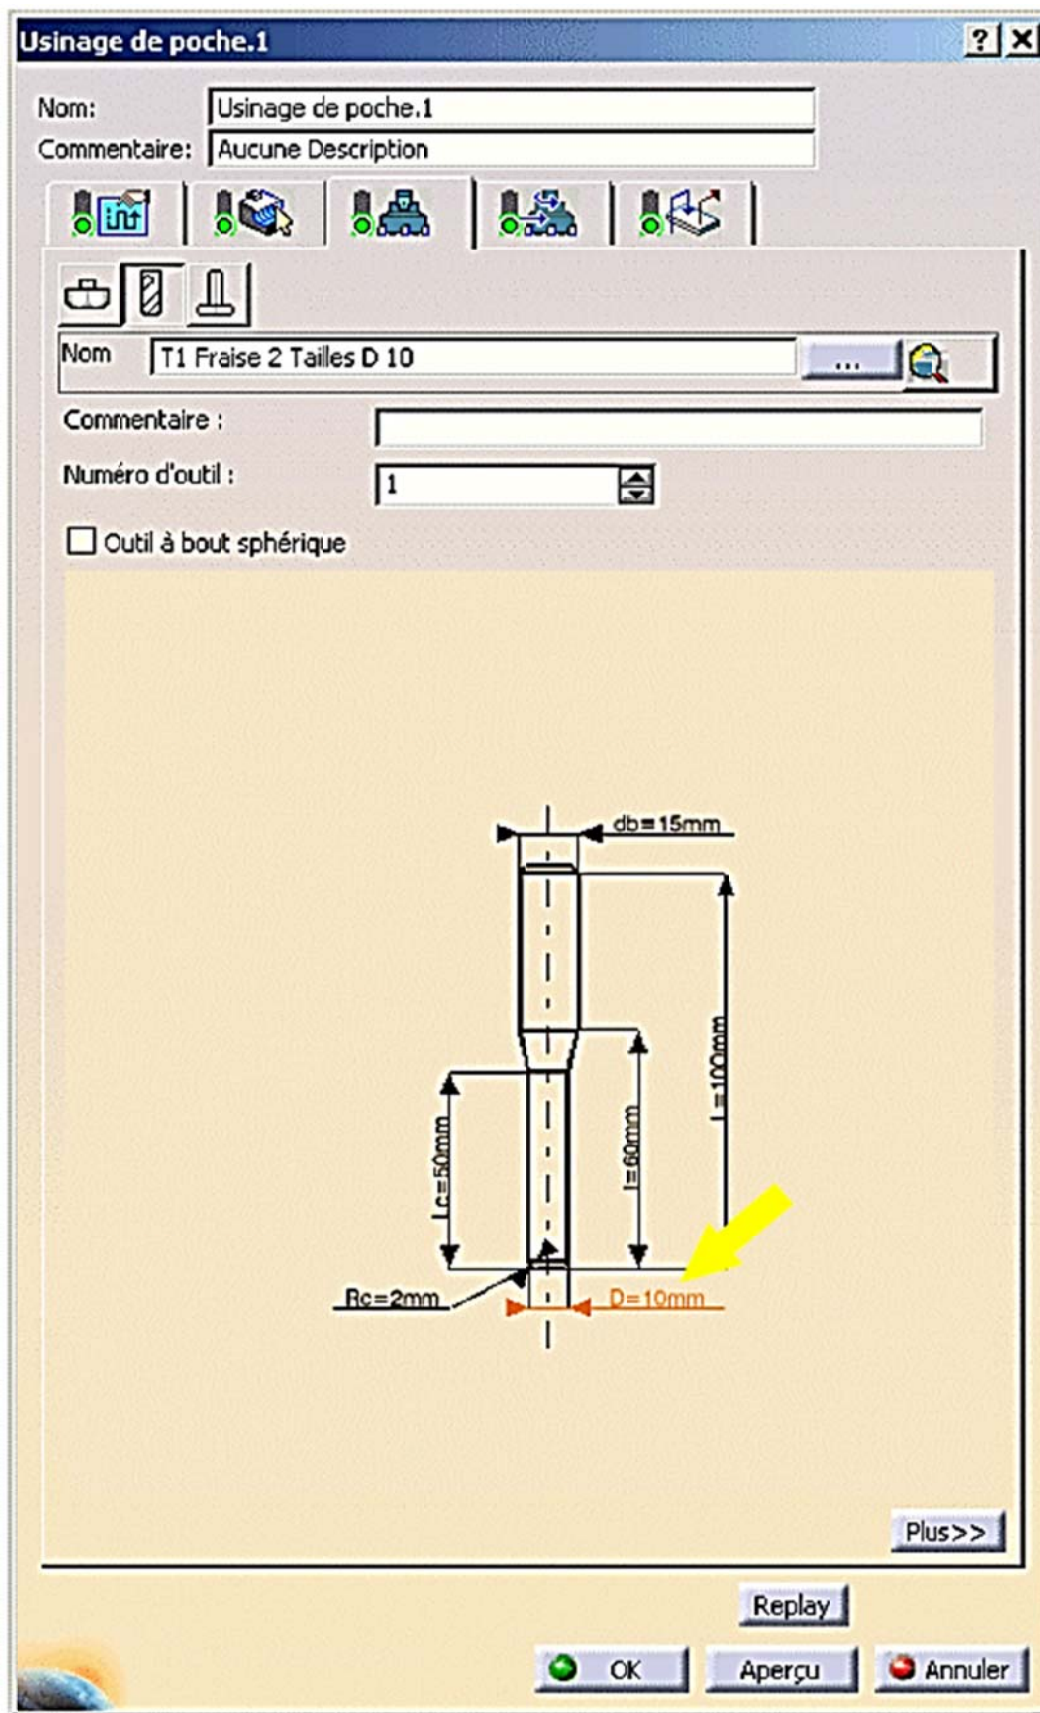 Usinage de poche.1
Nom: Usinage de poche.1
Commentaire: Aucune Description
Nom T1 Fraise 2 Tailles D 10 ...
Commentaire :
Numéro d'outil : 1
Outil à bout sphérique
db=15mm
L=100mm
l=60mm
Lc=50mm
Rc=2mm
D=10mm
Plus>>
Replay
OK Aperçu Annuler